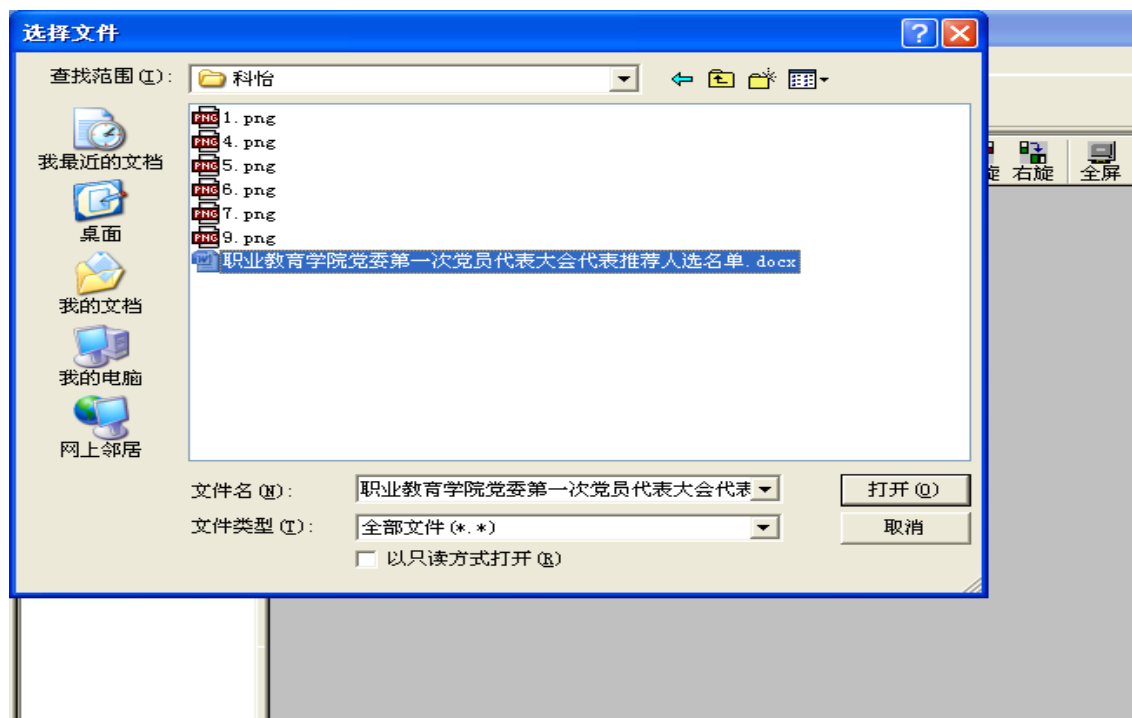 选择文件
查找范围(I):
科怡
我最近的文档
桌面
我的文档
我的电脑
网上邻居
1.png
4.png
5.png
6.png
7.png
9.png
职业教育学院党委第一次党员代表大会代表推荐人选名单.docx
文件名(N):
职业教育学院党委第一次党员代表大会代表
打开(O)
文件类型(T):
全部文件(*.*)
取消
以只读方式打开(R)
旋
右旋
全屏